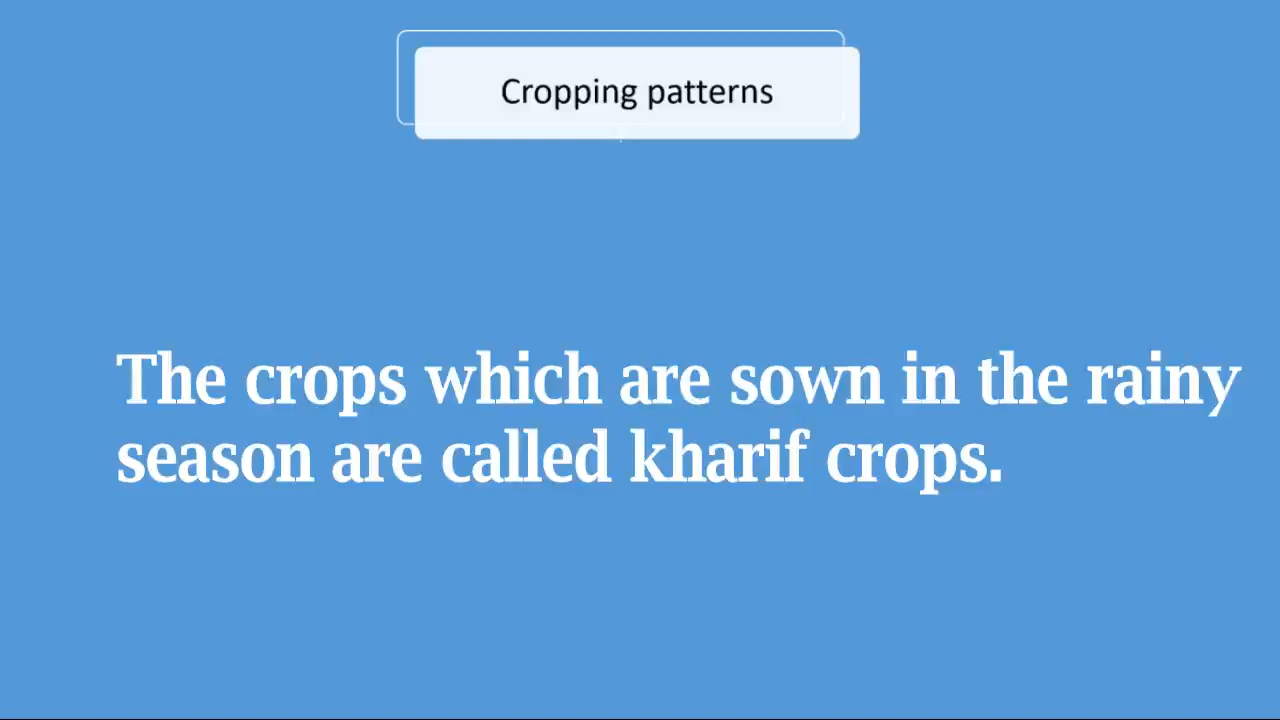 Cropping patterns
The crops which are sown in the rainy
season are called kharif crops.